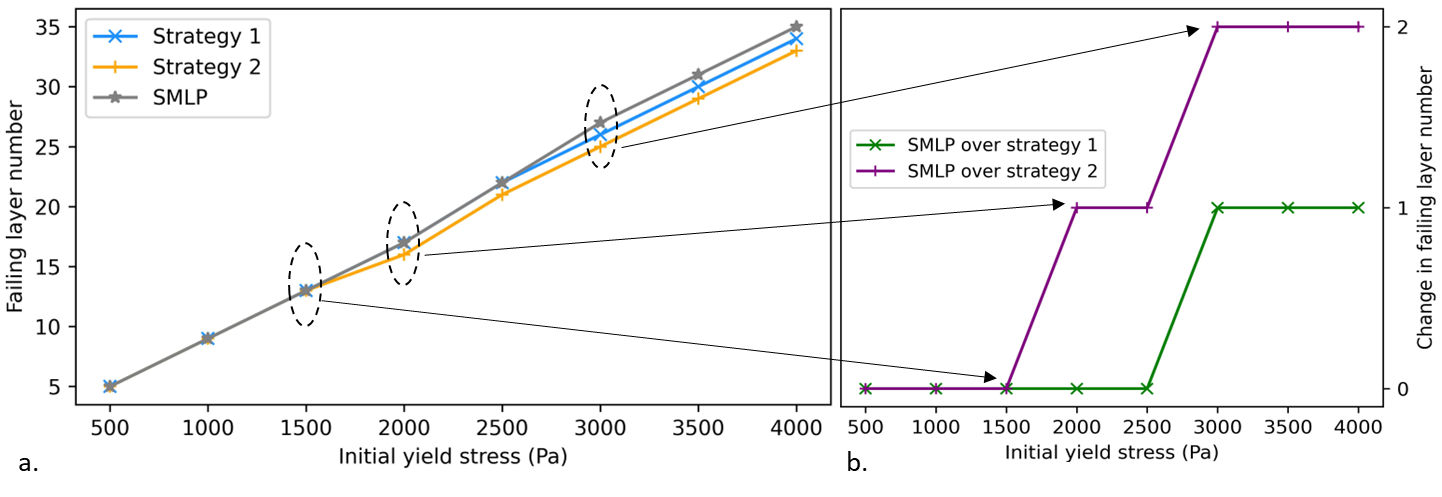 Strategy 1
Strategy 2
SMLP
Failing layer number
35
30
25
20
15
10
5
500 1000 1500 2000 2500 3000 3500 4000
Initial yield stress (Pa)
a.
SMLP over strategy 1
SMLP over strategy 2
2
1
0
Change in failing layer number
500 1000 1500 2000 2500 3000 3500 4000
Initial yield stress (Pa)
b.